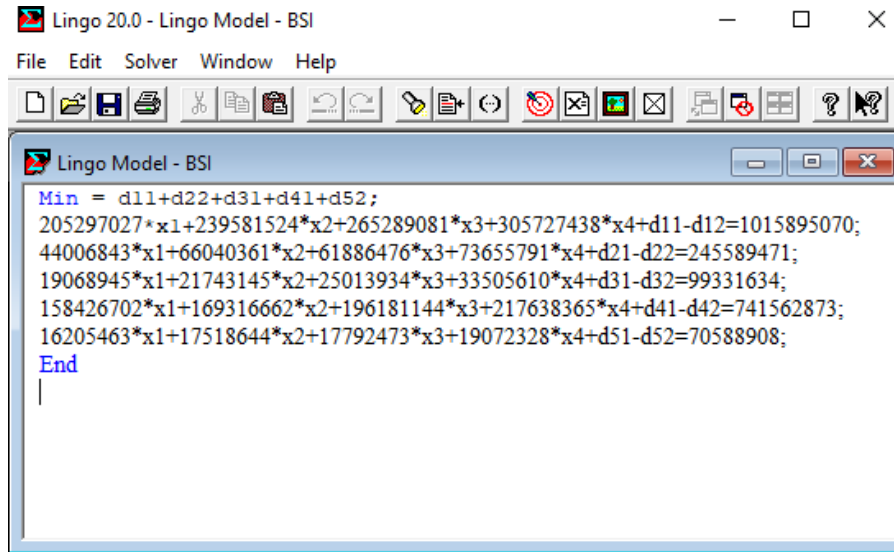 Lingo 20.0 - Lingo Model - BSI
File Edit Solver Window Help
Lingo Model - BSI
Min = d11+d22+d31+d41+d52;
205297027*x1+239581524*x2+265289081*x3+305727438*x4+d11-d12=1015895070;
44006843*x1+66040361*x2+61886476*x3+73655791*x4+d21-d22=245589471;
19068945*x1+21743145*x2+25013934*x3+33505610*x4+d31-d32=99331634;
158426702*x1+169316662*x2+196181144*x3+217638365*x4+d41-d42=741562873;
16205463*x1+17518644*x2+17792473*x3+19072328*x4+d51-d52=70588908;
End